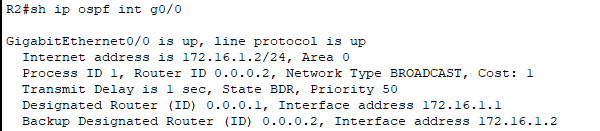 R2#sh ip ospf int g0/0
GigabitEthernet0/0 is up, line protocol is up
Internet address is 172.16.1.2/24, Area 0
Process ID 1, Router ID 0.0.0.2, Network Type BROADCAST, Cost: 1
Transmit Delay is 1 sec, State BDR, Priority 50
Designated Router (ID) 0.0.0.1, Interface address 172.16.1.1
Backup Designated Router (ID) 0.0.0.2, Interface address 172.16.1.2